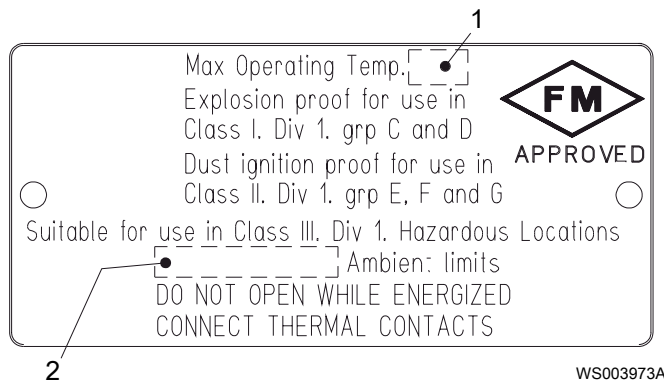 1
Max Operating Temp.
Explosion proof for use in
Class I. Div 1. grp C and D
Dust ignition proof for use in
Class II. Div 1. grp E, F and G
FM
APPROVED
Suitable for use in Class III. Div 1. Hazardous Locations
Ambient limits
DO NOT OPEN WHILE ENERGIZED
CONNECT THERMAL CONTACTS
2
WS003973A